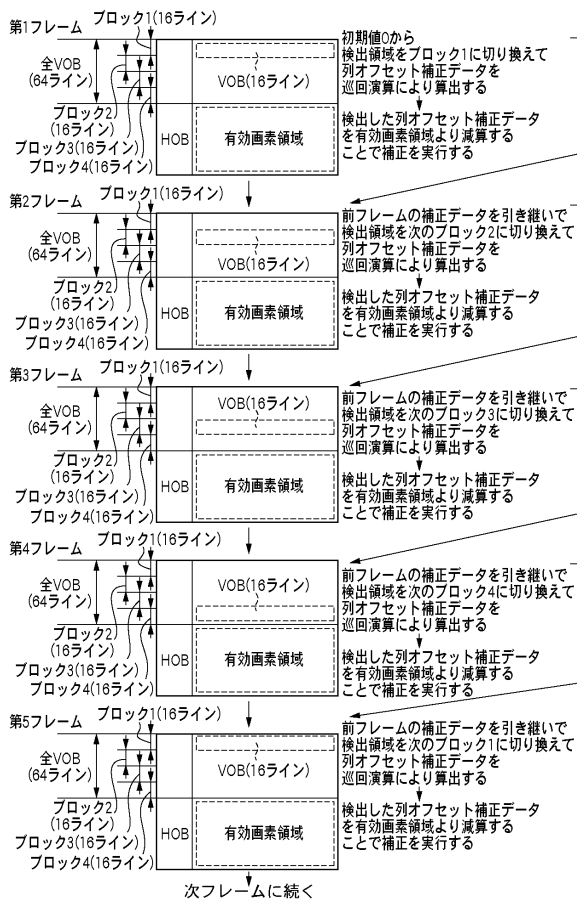 ブロック1(16ライン)
第1フレーム
全VOB
(64ライン)
VOB(16ライン)
ブロック2
(16ライン)
ブロック3(16ライン)
ブロック4(16ライン)
HOB
有効画素領域
初期値0から
検出領域をブロック1に切り換えて
列オフセット補正データを
巡回演算により算出する
検出した列オフセット補正データ
を有効画素領域より減算する
ことで補正を実行する
ブロック1(16ライン)
第2フレーム
全VOB
(64ライン)
VOB(16ライン)
ブロック2
(16ライン)
ブロック3(16ライン)
ブロック4(16ライン)
HOB
有効画素領域
前フレームの補正データを引き継いで
検出領域を次のブロック2に切り換えて
列オフセット補正データを
巡回演算により算出する
検出した列オフセット補正データ
を有効画素領域より減算する
ことで補正を実行する
ブロック1(16ライン)
第3フレーム
全VOB
(64ライン)
VOB(16ライン)
ブロック2
(16ライン)
ブロック3(16ライン)
ブロック4(16ライン)
HOB
有効画素領域
前フレームの補正データを引き継いで
検出領域を次のブロック3に切り換えて
列オフセット補正データを
巡回演算により算出する
検出した列オフセット補正データ
を有効画素領域より減算する
ことで補正を実行する
ブロック1(16ライン)
第4フレーム
全VOB
(64ライン)
VOB(16ライン)
ブロック2
(16ライン)
ブロック3(16ライン)
ブロック4(16ライン)
HOB
有効画素領域
前フレームの補正データを引き継いで
検出領域を次のブロック4に切り換えて
列オフセット補正データを
巡回演算により算出する
検出した列オフセット補正データ
を有効画素領域より減算する
ことで補正を実行する
ブロック1(16ライン)
第5フレーム
全VOB
(64ライン)
VOB(16ライン)
ブロック2
(16ライン)
ブロック3(16ライン)
ブロック4(16ライン)
HOB
有効画素領域
前フレームの補正データを引き継いで
検出領域を次のブロック1に切り換えて
列オフセット補正データを
巡回演算により算出する
検出した列オフセット補正データ
を有効画素領域より減算する
ことで補正を実行する
次フレームに続く